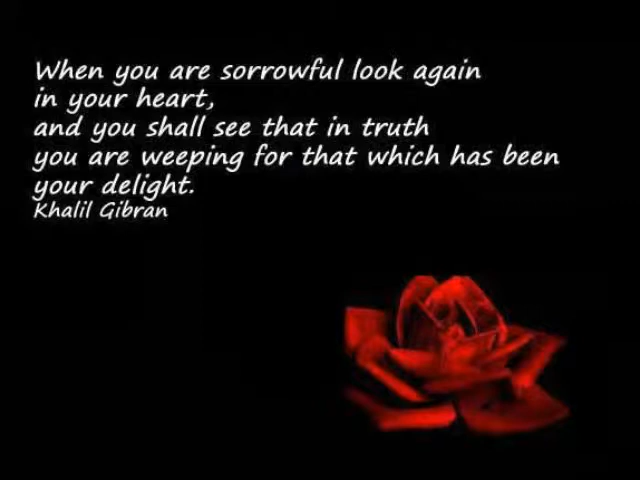 When you are sorrowful look again
in your heart,
and you shall see that in truth
you are weeping for that which has been
your delight.
Khalil Gibran